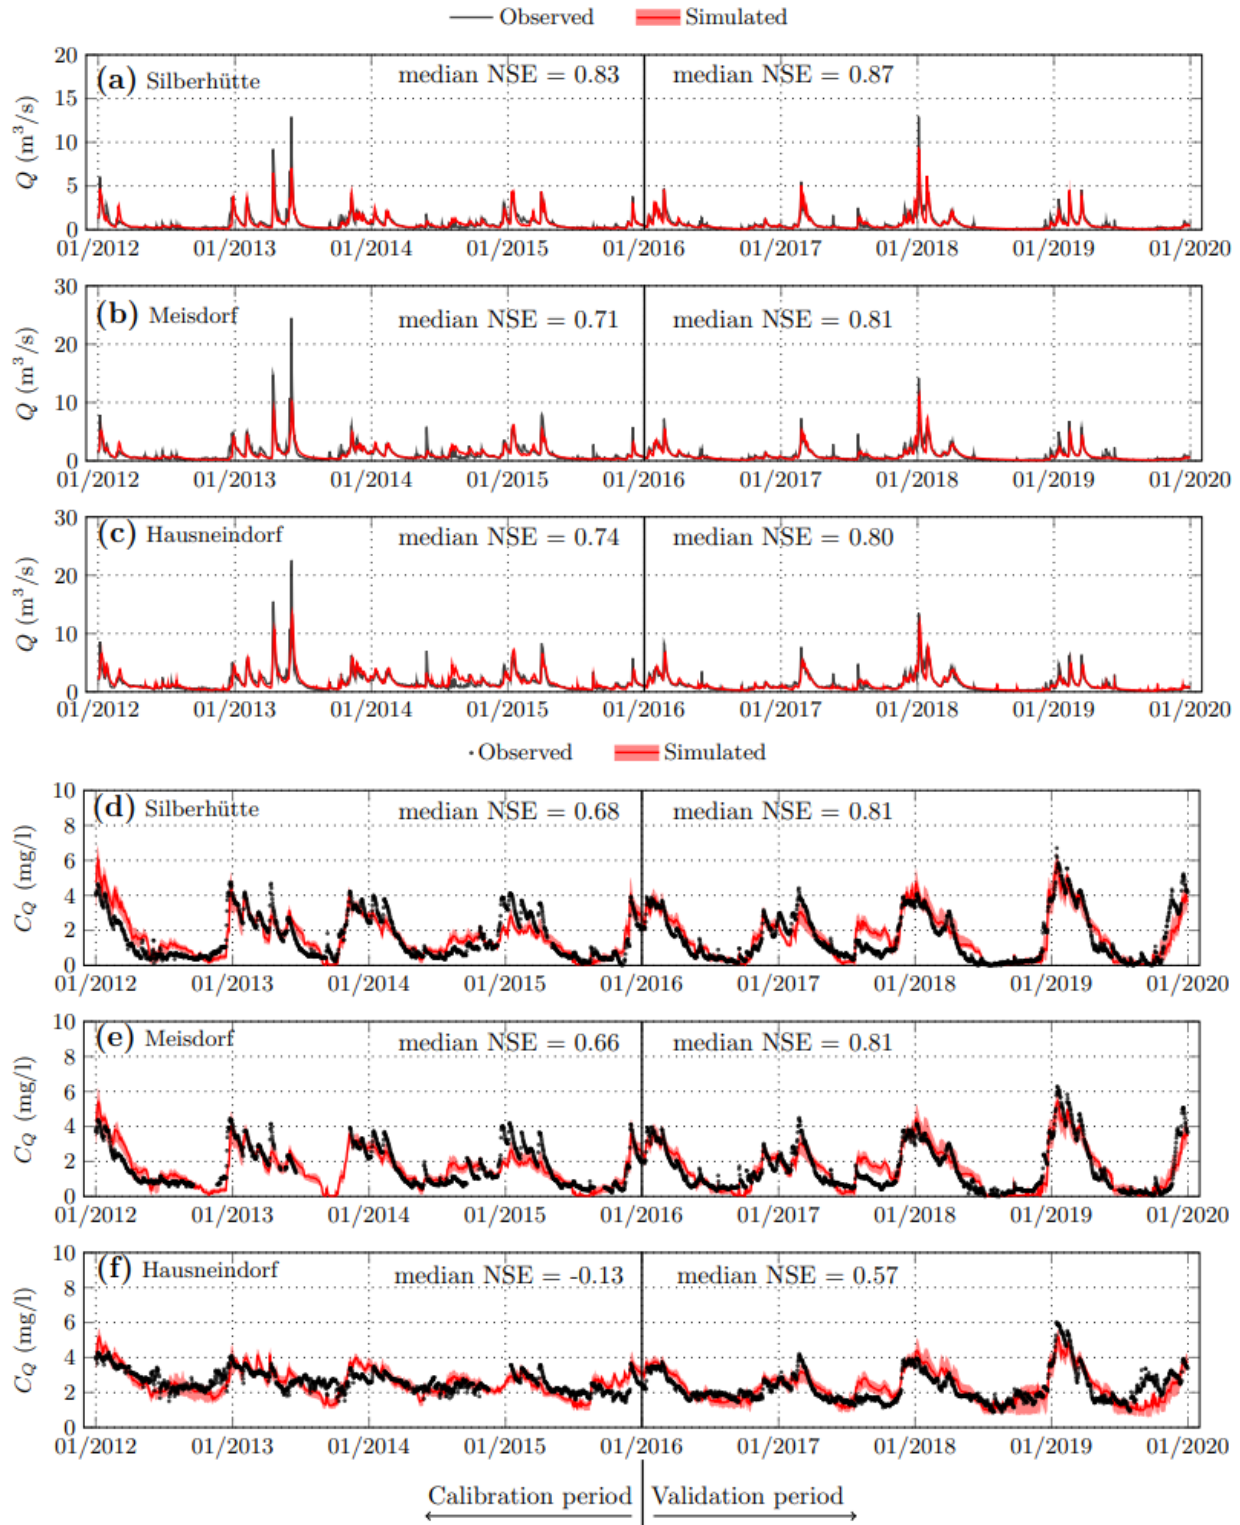 Observed Simulated
20
(a) Silberhütte median NSE = 0.83 median NSE = 0.87
15
10
5
0
Q (m³/s)
01/2012 01/2013 01/2014 01/2015 01/2016 01/2017 01/2018 01/2019 01/2020
30
(b) Meisdorf median NSE = 0.71 median NSE = 0.81
20
10
0
Q (m³/s)
01/2012 01/2013 01/2014 01/2015 01/2016 01/2017 01/2018 01/2019 01/2020
30
(c) Hausneindorf median NSE = 0.74 median NSE = 0.80
20
10
0
Q (m³/s)
01/2012 01/2013 01/2014 01/2015 01/2016 01/2017 01/2018 01/2019 01/2020
Observed Simulated
10
(d) Silberhütte median NSE = 0.68 median NSE = 0.81
8
6
4
2
0
C_Q (mg/l)
01/2012 01/2013 01/2014 01/2015 01/2016 01/2017 01/2018 01/2019 01/2020
10
(e) Meisdorf median NSE = 0.66 median NSE = 0.81
8
6
4
2
0
C_Q (mg/l)
01/2012 01/2013 01/2014 01/2015 01/2016 01/2017 01/2018 01/2019 01/2020
10
(f) Hausneindorf median NSE = -0.13 median NSE = 0.57
8
6
4
2
0
C_Q (mg/l)
01/2012 01/2013 01/2014 01/2015 01/2016 01/2017 01/2018 01/2019 01/2020
Calibration period Validation period